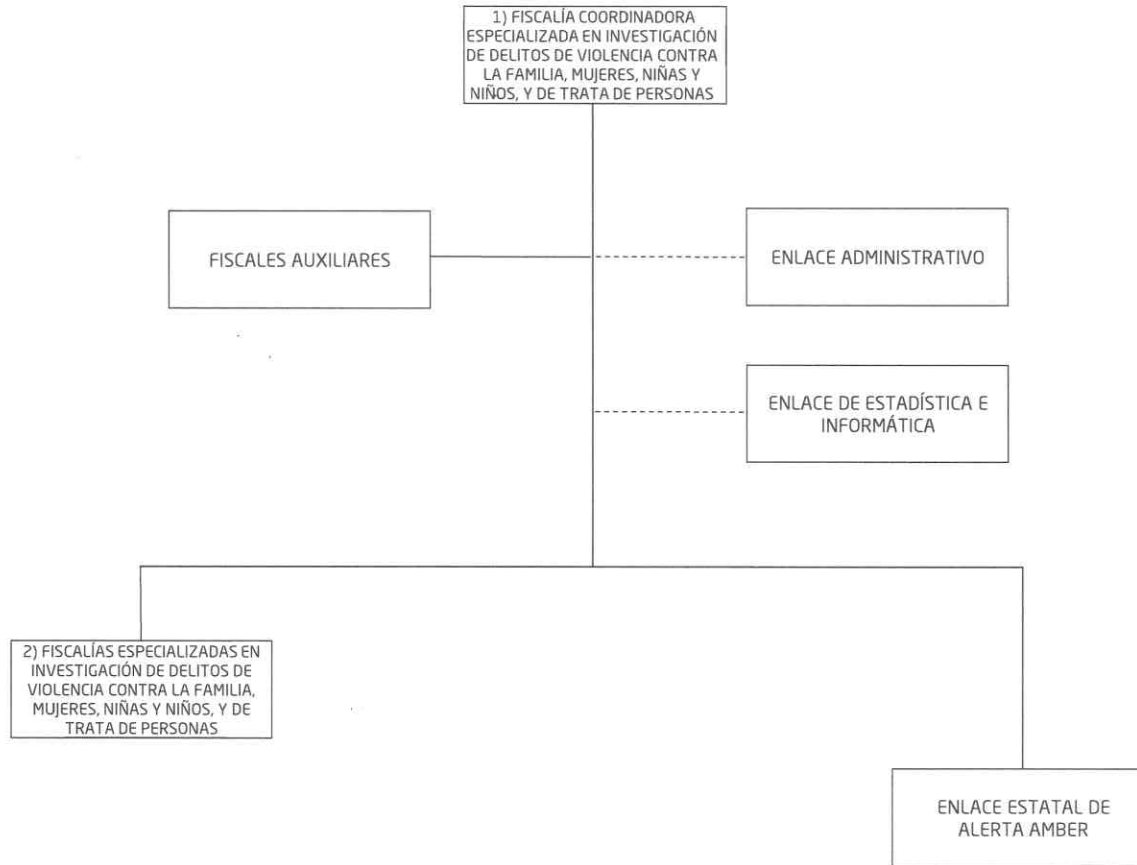 1) FISCALÍA COORDINADORA
ESPECIALIZADA EN INVESTIGACIÓN
DE DELITOS DE VIOLENCIA CONTRA
LA FAMILIA, MUJERES, NIÑAS Y
NIÑOS, Y DE TRATA DE PERSONAS
FISCALES AUXILIARES
ENLACE ADMINISTRATIVO
ENLACE DE ESTADÍSTICA E
INFORMÁTICA
2) FISCALÍAS ESPECIALIZADAS EN
INVESTIGACIÓN DE DELITOS DE
VIOLENCIA CONTRA LA FAMILIA,
MUJERES, NIÑAS Y NIÑOS, Y DE
TRATA DE PERSONAS
ENLACE ESTATAL DE
ALERTA AMBER